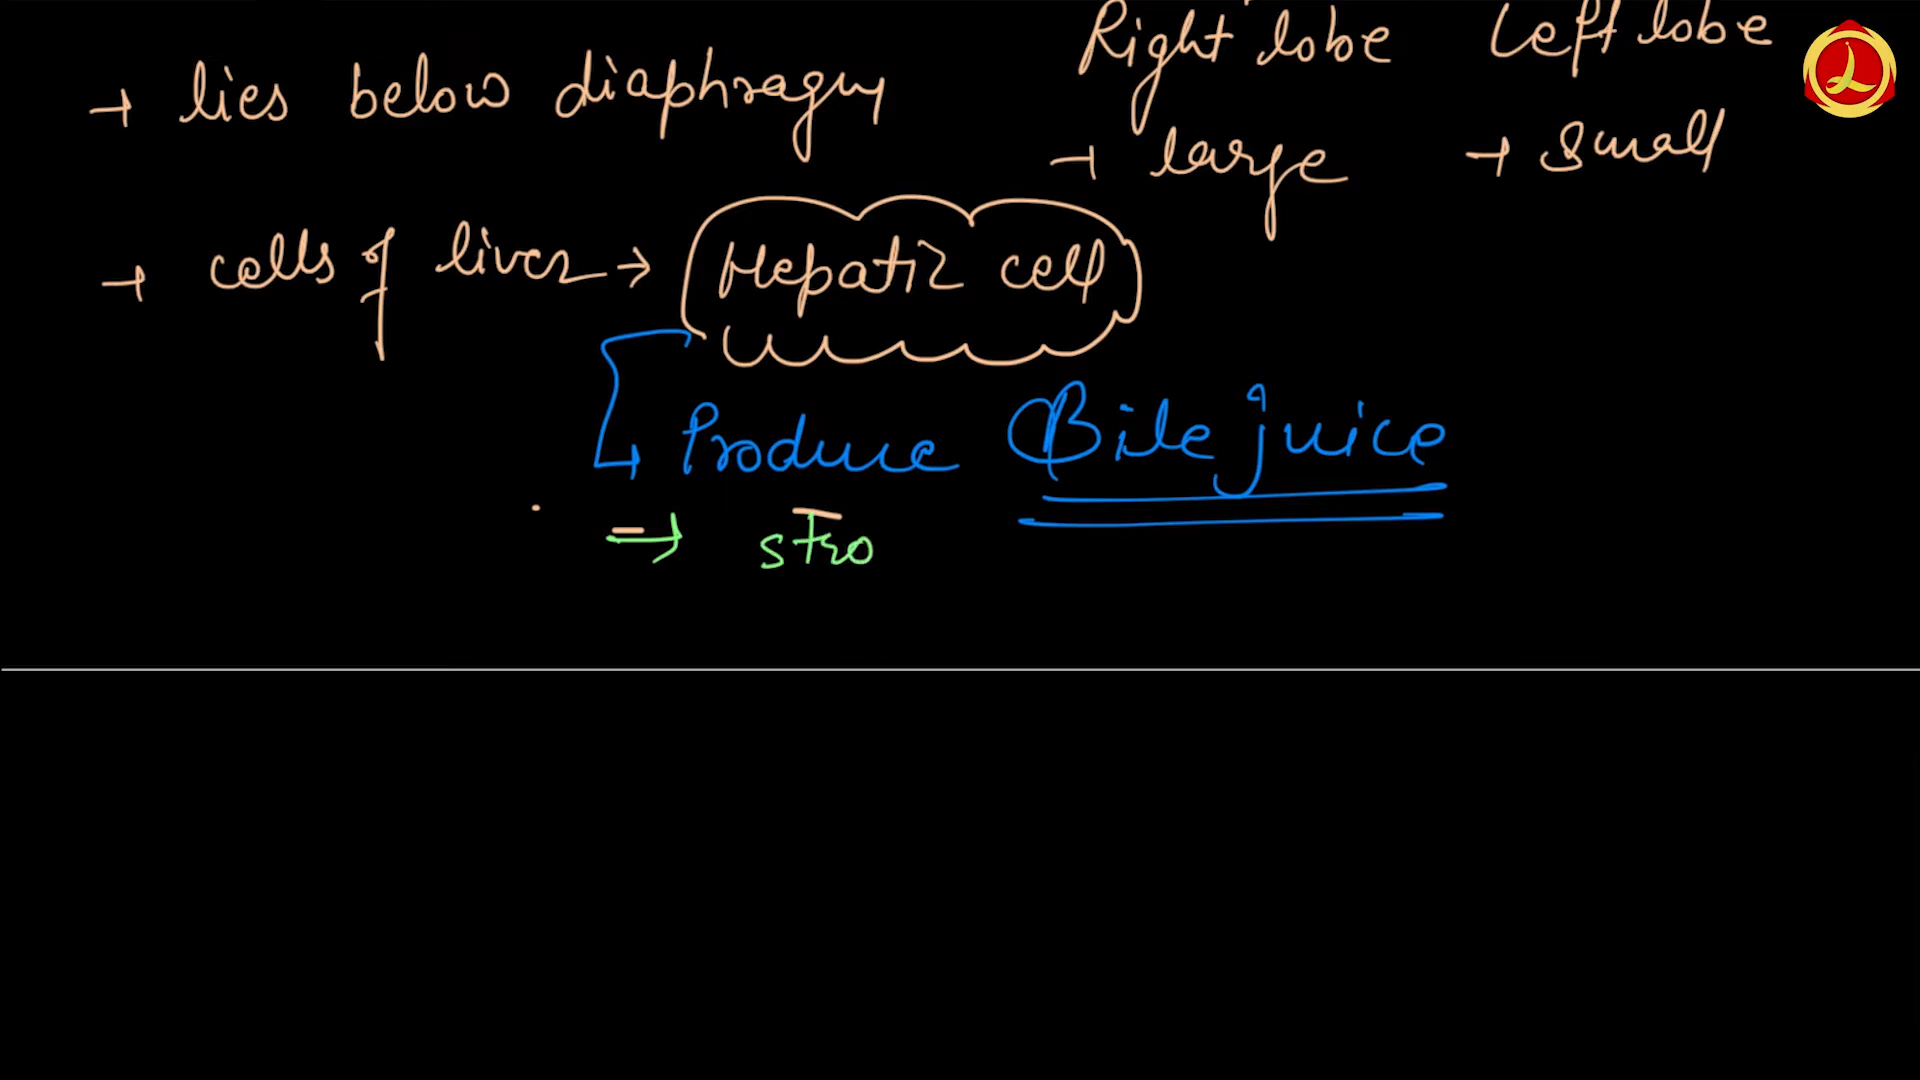 Right lobe Left lobe
→ lies below diaphragm
→ large → small
→ cells of liver → Hepatic cell
↳ Produce Bile juice
⇒ stro